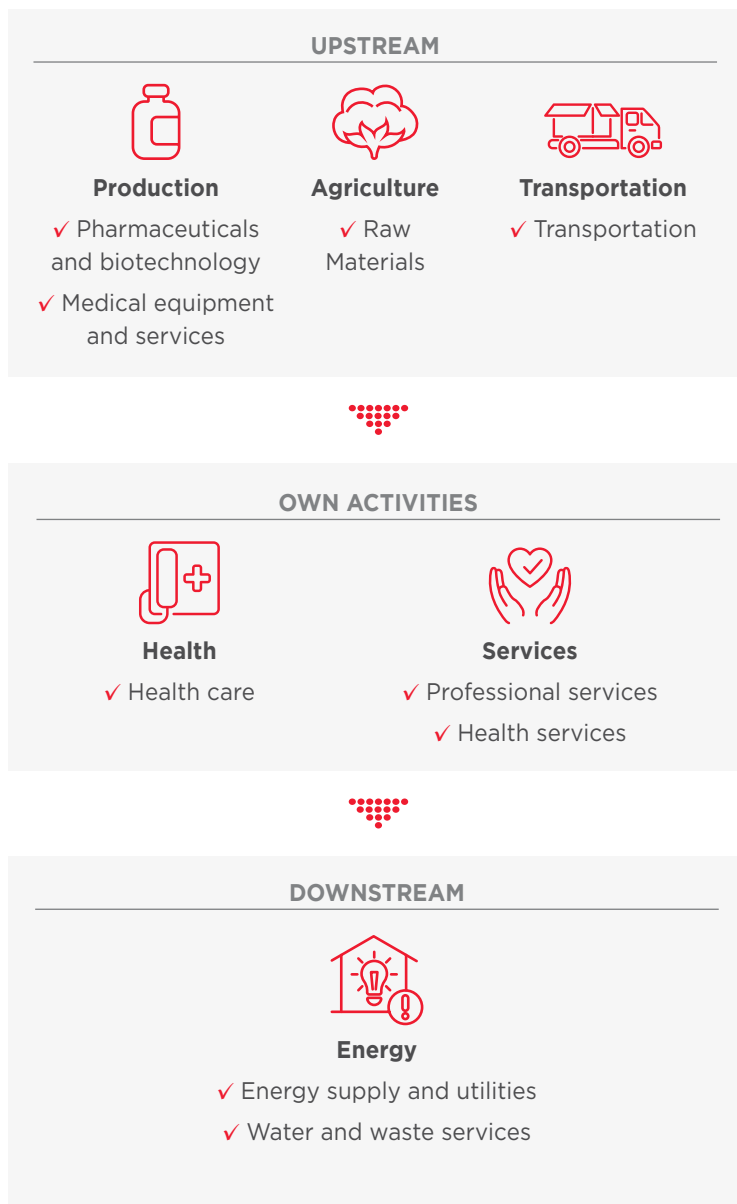 UPSTREAM
Production
✓ Pharmaceuticals
and biotechnology
✓ Medical equipment
and services
Agriculture
✓ Raw
Materials
Transportation
✓ Transportation
OWN ACTIVITIES
Health
✓ Health care
Services
✓ Professional services
✓ Health services
DOWNSTREAM
Energy
✓ Energy supply and utilities
✓ Water and waste services